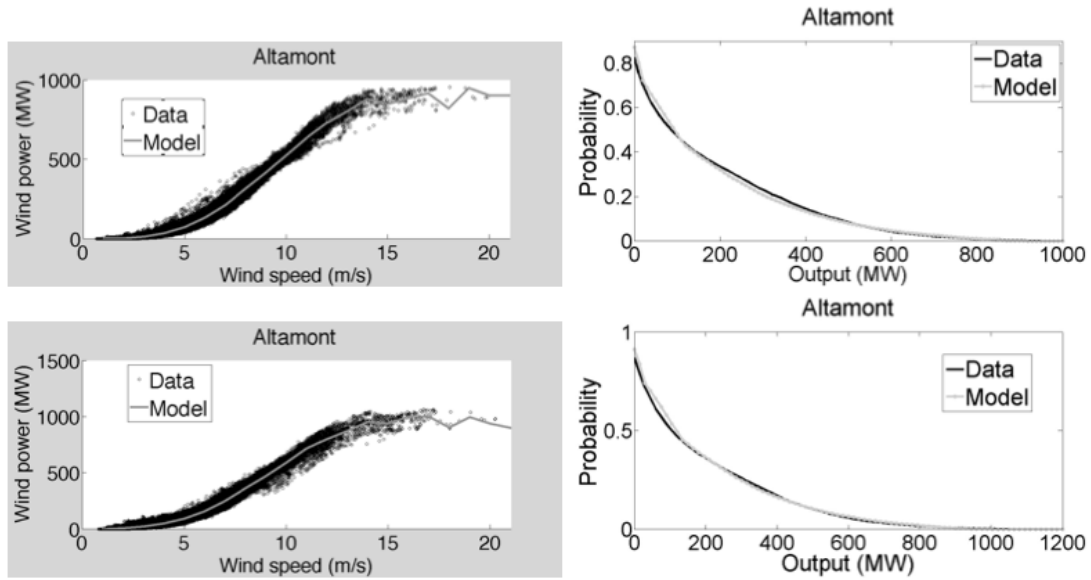 Altamont
Wind power (MW)
1000
500
0
Data
Model
0 5 10 15 20
Wind speed (m/s)
Altamont
Probability
0.8
0.6
0.4
0.2
0
Data
Model
0 200 400 600 800 1000
Output (MW)
Altamont
Wind power (MW)
1500
1000
500
0
Data
Model
0 5 10 15 20
Wind speed (m/s)
Altamont
Probability
1
0.5
0
Data
Model
0 200 400 600 800 1000 1200
Output (MW)